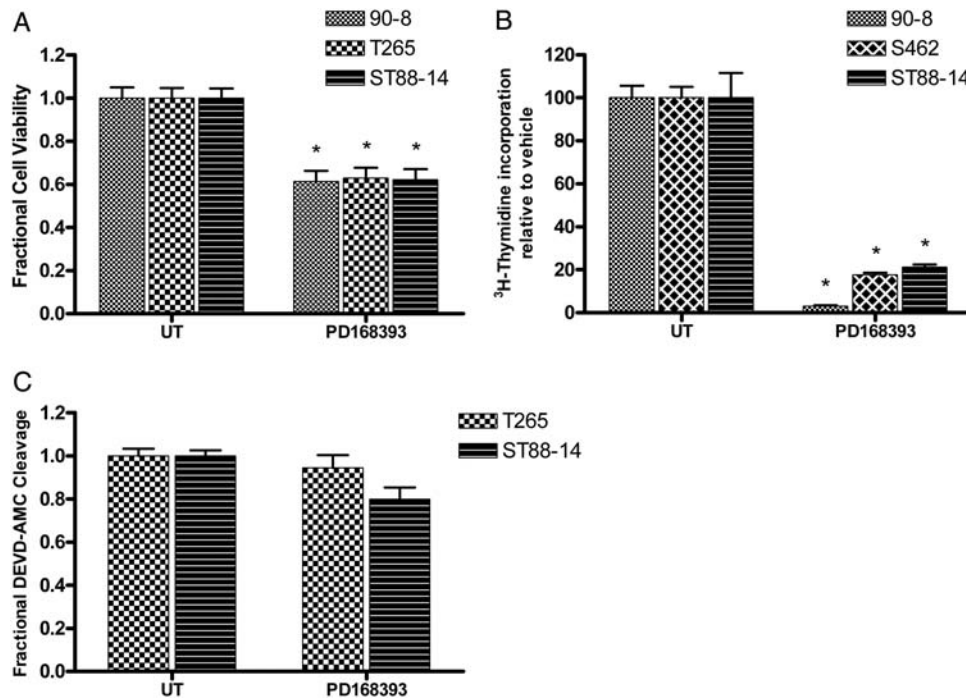 A
90-8
T265
ST88-14
Fractional Cell Viability
1.2
1.0
0.8
0.6
0.4
0.2
0.0
* * *
UT PD168393
B
90-8
S462
ST88-14
³H-Thymidine incorporation
relative to vehicle
120
100
80
60
40
20
0
* * *
UT PD168393
C
T265
ST88-14
Fractional DEVD-AMC Cleavage
1.2
1.0
0.8
0.6
0.4
0.2
0.0
UT PD168393